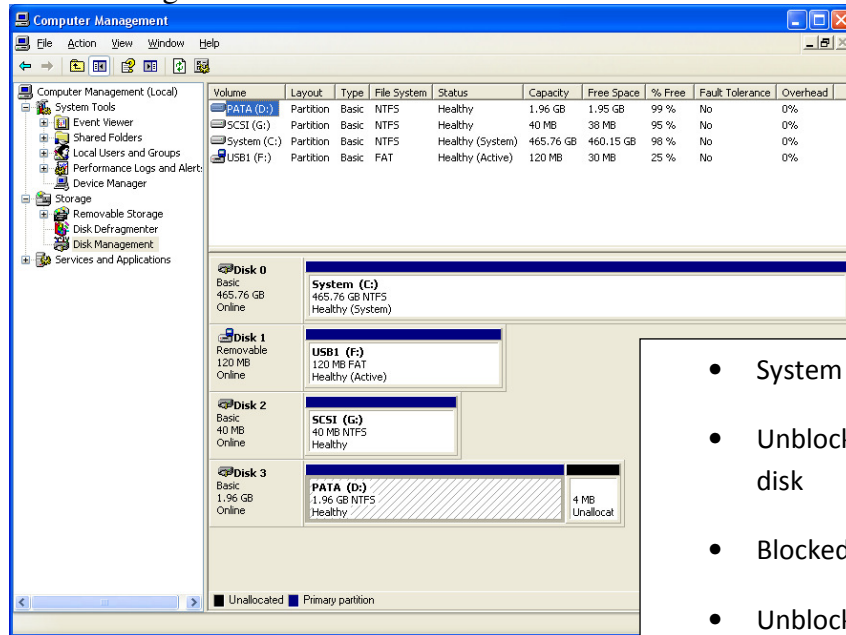 Computer Management
File Action View Window Help
Computer Management (Local)
System Tools
Event Viewer
Shared Folders
Local Users and Groups
Performance Logs and Alert
Device Manager
Storage
Removable Storage
Disk Defragmenter
Disk Management
Services and Applications
Volume Layout Type File System Status Capacity Free Space % Free Fault Tolerance Overhead
PATA (D:) Partition Basic NTFS Healthy 1.96 GB 1.95 GB 99 % No 0%
SCSI (G:) Partition Basic NTFS Healthy 40 MB 38 MB 95 % No 0%
System (C:) Partition Basic NTFS Healthy (System) 465.76 GB 460.15 GB 98 % No 0%
USB1 (F:) Partition Basic FAT Healthy (Active) 120 MB 30 MB 25 % No 0%
Disk 0
Basic
465.76 GB
Online
System (C:)
465.76 GB NTFS
Healthy (System)
Disk 1
Removable
120 MB
Online
USB1 (F:)
120 MB FAT
Healthy (Active)
Disk 2
Basic
40 MB
Online
SCSI (G:)
40 MB NTFS
Healthy
Disk 3
Basic
1.96 GB
Online
PATA (D:)
1.96 GB NTFS
Healthy
4 MB
Unallocat
Unallocated Primary partition
• System
• Unblock
disk
• Blocked
• Unblock